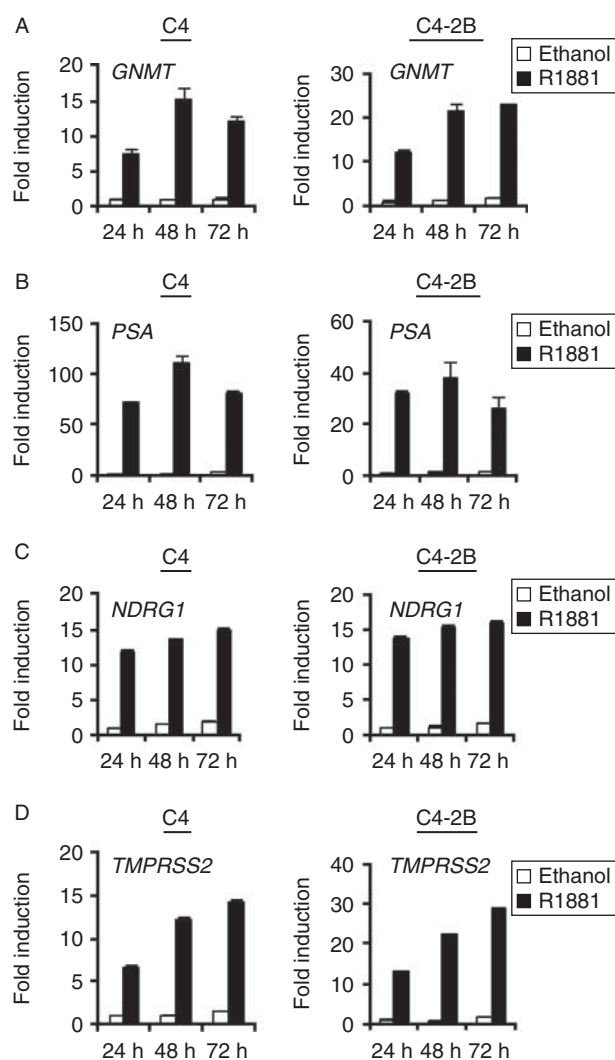 A
C4
C4-2B
Ethanol
R1881
Fold induction
20
15
10
5
0
GNMT
24 h 48 h 72 h
Fold induction
30
20
10
0
GNMT
24 h 48 h 72 h
B
C4
C4-2B
Ethanol
R1881
Fold induction
150
100
50
0
PSA
24 h 48 h 72 h
Fold induction
60
40
20
0
PSA
24 h 48 h 72 h
C
C4
C4-2B
Ethanol
R1881
Fold induction
20
15
10
5
0
NDRG1
24 h 48 h 72 h
Fold induction
20
15
10
5
0
NDRG1
24 h 48 h 72 h
D
C4
C4-2B
Ethanol
R1881
Fold induction
20
15
10
5
0
TMPRSS2
24 h 48 h 72 h
Fold induction
40
30
20
10
0
TMPRSS2
24 h 48 h 72 h